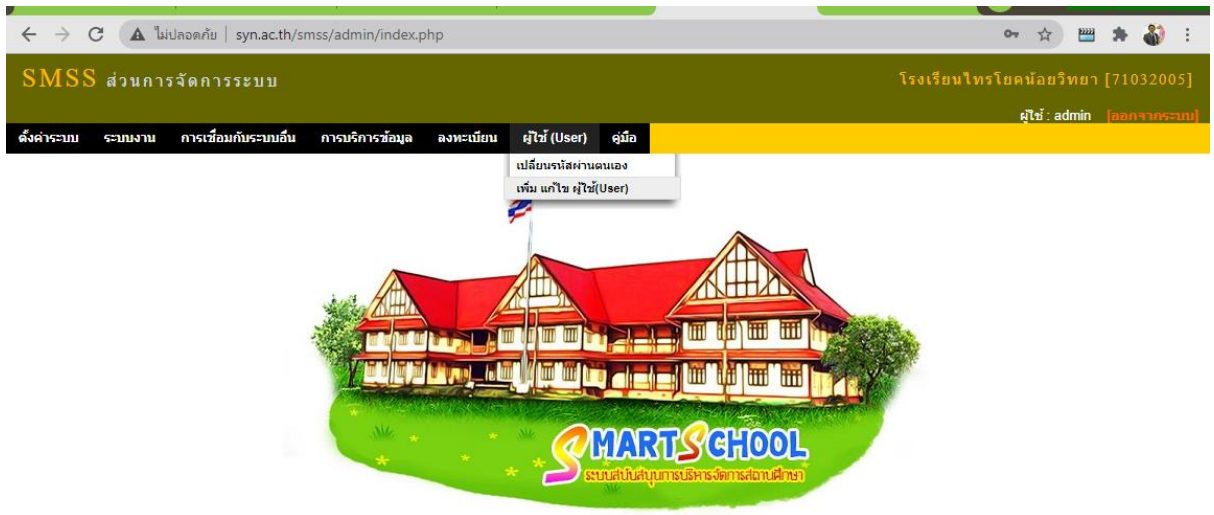 ไม่ปลอดภัย | syn.ac.th/smss/admin/index.php
SMSS ส่วนการจัดการระบบ
โรงเรียนไทรโยคน้อยวิทยา [71032005]
ผู้ใช้ : admin [ออกจากระบบ]
ตั้งค่าระบบ ระบบงาน การเชื่อมกับระบบอื่น การบริการข้อมูล ลงทะเบียน ผู้ใช้ (User) คู่มือ
เปลี่ยนรหัสผ่านตนเอง
เพิ่ม แก้ไข ผู้ใช้(User)
SMARTSCHOOL
ระบบสนับสนุนการบริหารจัดการสถานศึกษา